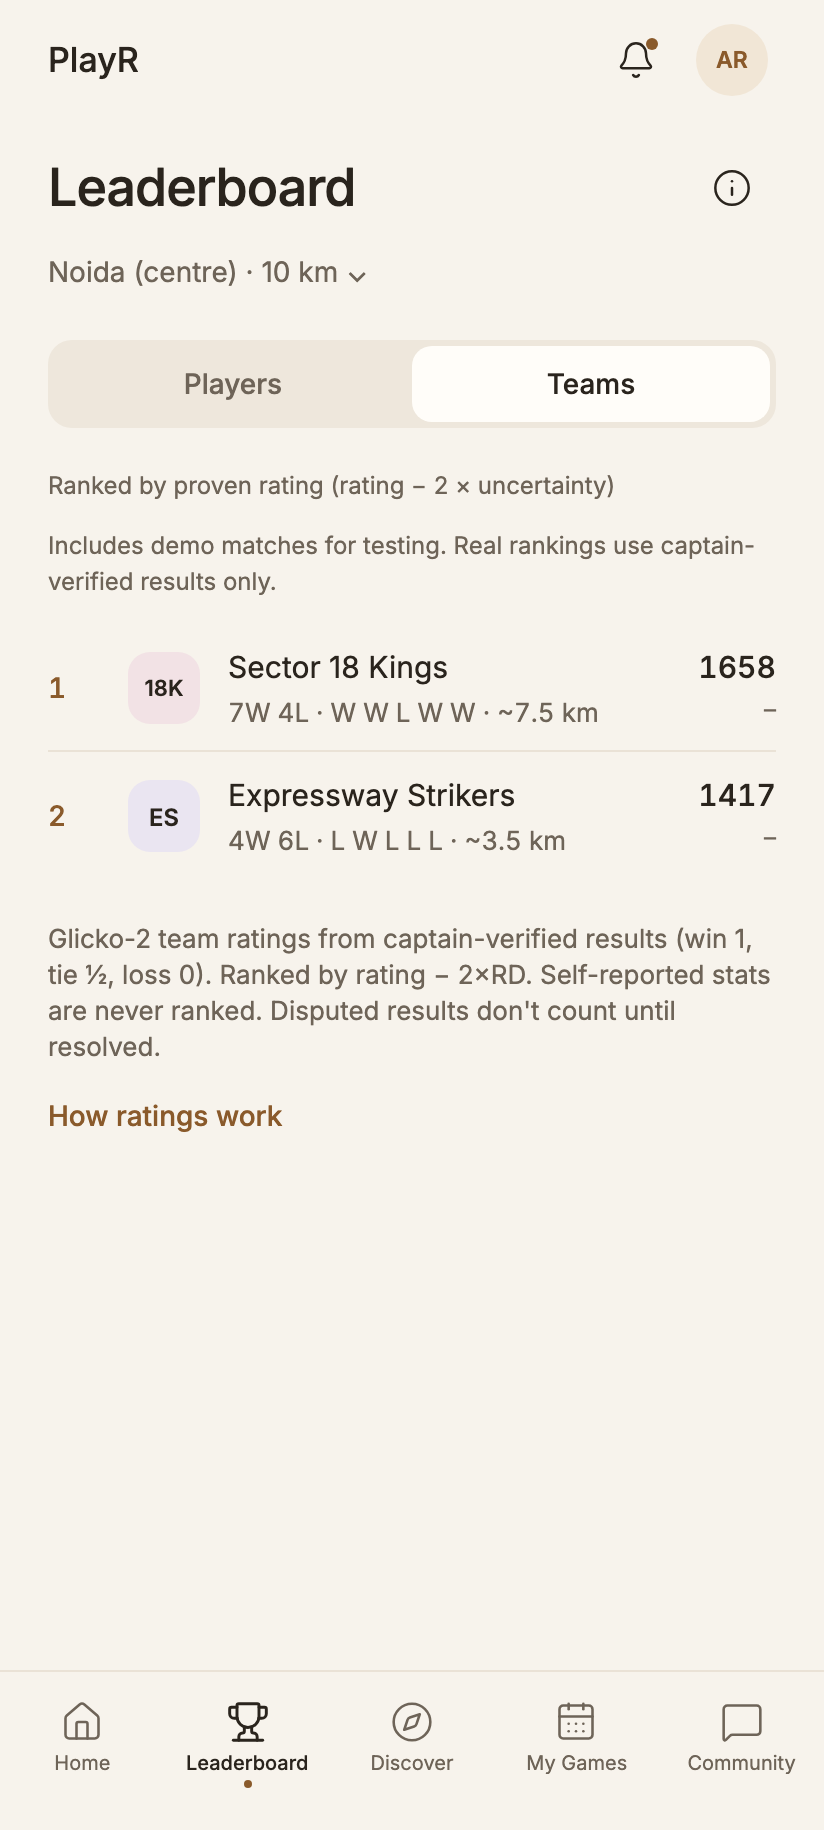 PlayR
AR
Leaderboard
Noida (centre) · 10 km
Players
Teams
Ranked by proven rating (rating − 2 × uncertainty)
Includes demo matches for testing. Real rankings use captain-
verified results only.
1
18K
Sector 18 Kings
1658
7W 4L · W W L W W · ~7.5 km
–
2
ES
Expressway Strikers
1417
4W 6L · L W L L L · ~3.5 km
–
Glicko-2 team ratings from captain-verified results (win 1,
tie ½, loss 0). Ranked by rating − 2×RD. Self-reported stats
are never ranked. Disputed results don't count until
resolved.
How ratings work
Home
Leaderboard
Discover
My Games
Community